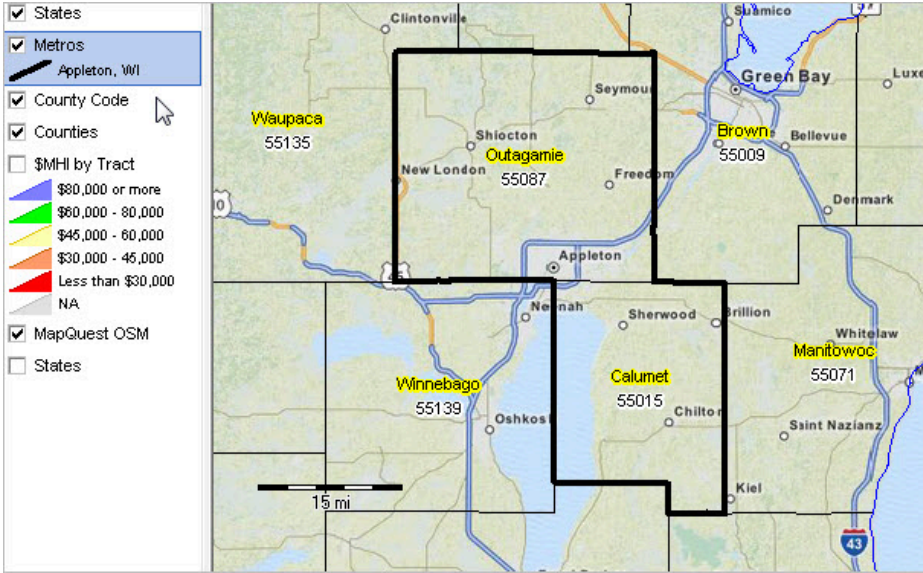 States
Metros
Appleton, WI
County Code
Counties
$MHI by Tract
$80,000 or more
$60,000 - 80,000
$45,000 - 60,000
$30,000 - 45,000
Less than $30,000
NA
MapQuest OSM
States
Clintonville
Suamico
57
Green Bay
Luxe
Seymour
Waupaca
55135
Shiocton
Outagamie
55087
Brown
55009
Bellevue
New London
Freedom
10
Denmark
Appleton
45
Neenah
Sherwood
Brillion
Whitelaw
Manitowoc
55071
Winnebago
55139
Calumet
55015
Oshkosh
Chilton
Saint Nazianz
15 mi
Kiel
43